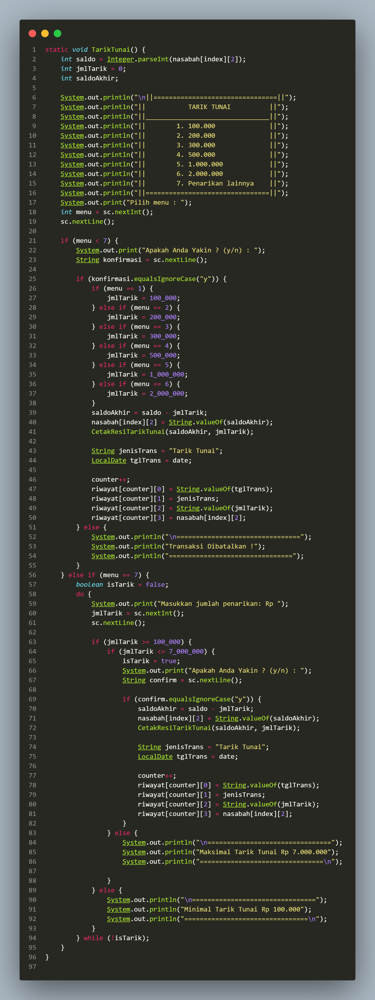 1 static void TarikTunai() {
2     int saldo = Integer.parseInt(nasabah[index][2]);
3     int jmlTarik = 0;
4     int saldoAkhir;
5
6     System.out.println("\n||================================||");
7     System.out.println("||           TARIK TUNAI          ||");
8     System.out.println("||________________________________||");
9     System.out.println("||        1. 100.000              ||");
10     System.out.println("||        2. 200.000              ||");
11     System.out.println("||        3. 300.000              ||");
12     System.out.println("||        4. 500.000              ||");
13     System.out.println("||        5. 1.000.000            ||");
14     System.out.println("||        6. 2.000.000            ||");
15     System.out.println("||        7. Penarikan lainnya    ||");
16     System.out.println("||================================||");
17     System.out.print("Pilih menu : ");
18     int menu = sc.nextInt();
19     sc.nextLine();
20
21     if (menu < 7) {
22         System.out.print("Apakah Anda Yakin ? (y/n) : ");
23         String konfirmasi = sc.nextLine();
24
25         if (konfirmasi.equalsIgnoreCase("y")) {
26             if (menu == 1) {
27                 jmlTarik = 100_000;
28             } else if (menu == 2) {
29                 jmlTarik = 200_000;
30             } else if (menu == 3) {
31                 jmlTarik = 300_000;
32             } else if (menu == 4) {
33                 jmlTarik = 500_000;
34             } else if (menu == 5) {
35                 jmlTarik = 1_000_000;
36             } else if (menu == 6) {
37                 jmlTarik = 2_000_000;
38             }
39             saldoAkhir = saldo - jmlTarik;
40             nasabah[index][2] = String.valueOf(saldoAkhir);
41             CetakResiTarikTunai(saldoAkhir, jmlTarik);
42
43             String jenisTrans = "Tarik Tunai";
44             LocalDate tglTrans = date;
45
46             counter++;
47             riwayat[counter][0] = String.valueOf(tglTrans);
48             riwayat[counter][1] = jenisTrans;
49             riwayat[counter][2] = String.valueOf(jmlTarik);
50             riwayat[counter][3] = nasabah[index][2];
51         } else {
52             System.out.println("\n================================");
53             System.out.println("Transaksi Dibatalkan !");
54             System.out.println("================================");
55         }
56     } else if (menu == 7) {
57         boolean isTarik = false;
58         do {
59             System.out.print("Masukkan jumlah penarikan: Rp ");
60             jmlTarik = sc.nextInt();
61             sc.nextLine();
62
63             if (jmlTarik >= 100_000) {
64                 if (jmlTarik <= 7_000_000) {
65                     isTarik = true;
66                     System.out.print("Apakah Anda Yakin ? (y/n) : ");
67                     String confirm = sc.nextLine();
68
69                     if (confirm.equalsIgnoreCase("y")) {
70                         saldoAkhir = saldo - jmlTarik;
71                         nasabah[index][2] = String.valueOf(saldoAkhir);
72                         CetakResiTarikTunai(saldoAkhir, jmlTarik);
73
74                         String jenisTrans = "Tarik Tunai";
75                         LocalDate tglTrans = date;
76
77                         counter++;
78                         riwayat[counter][0] = String.valueOf(tglTrans);
79                         riwayat[counter][1] = jenisTrans;
80                         riwayat[counter][2] = String.valueOf(jmlTarik);
81                         riwayat[counter][3] = nasabah[index][2];
82                     }
83                 } else {
84                     System.out.println("\n================================");
85                     System.out.println("Maksimal Tarik Tunai Rp 7.000.000");
86                     System.out.println("================================\n");
87
88                 }
89             } else {
90                 System.out.println("\n================================");
91                 System.out.println("Minimal Tarik Tunai Rp 100.000");
92                 System.out.println("================================\n");
93             }
94         } while (!isTarik);
95     }
96 }
97